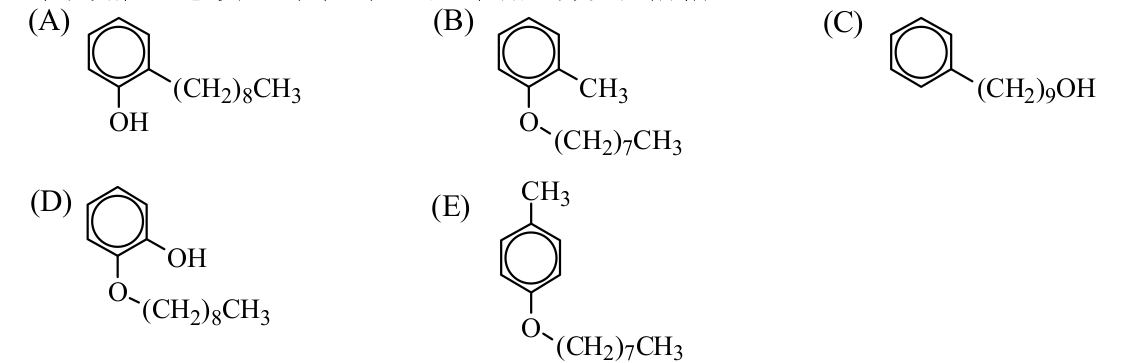 (A) (CH₂)₈CH₃ OH
(B) CH₃ O (CH₂)₇CH₃
(C) (CH₂)₉OH
(D) OH O (CH₂)₈CH₃
(E) CH₃ O (CH₂)₇CH₃